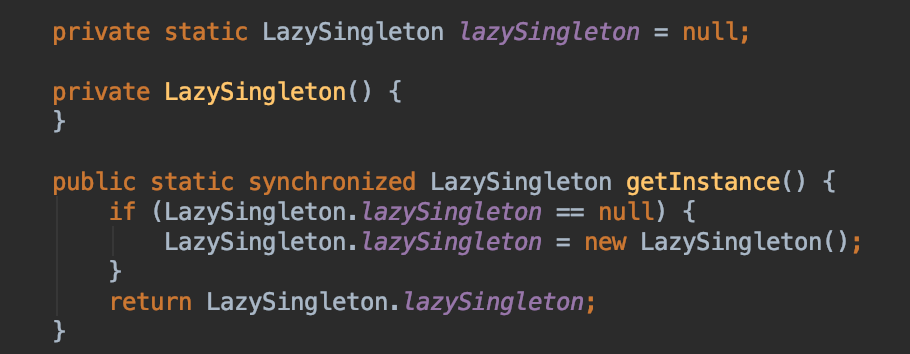 private static LazySingleton lazySingleton = null;
private LazySingleton() {
}
public static synchronized LazySingleton getInstance() {
if (LazySingleton.lazySingleton == null) {
LazySingleton.lazySingleton = new LazySingleton();
}
return LazySingleton.lazySingleton;
}